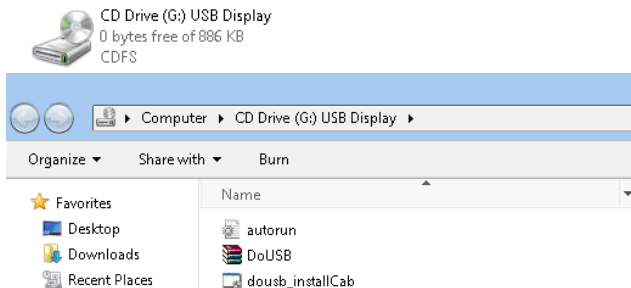 CD Drive (G:) USB Display
0 bytes free of 886 KB
CDFS
Computer CD Drive (G:) USB Display
Organize Share with Burn
Favorites
Name
Desktop
autorun
Downloads
DoUSB
Recent Places
dousb_installCab